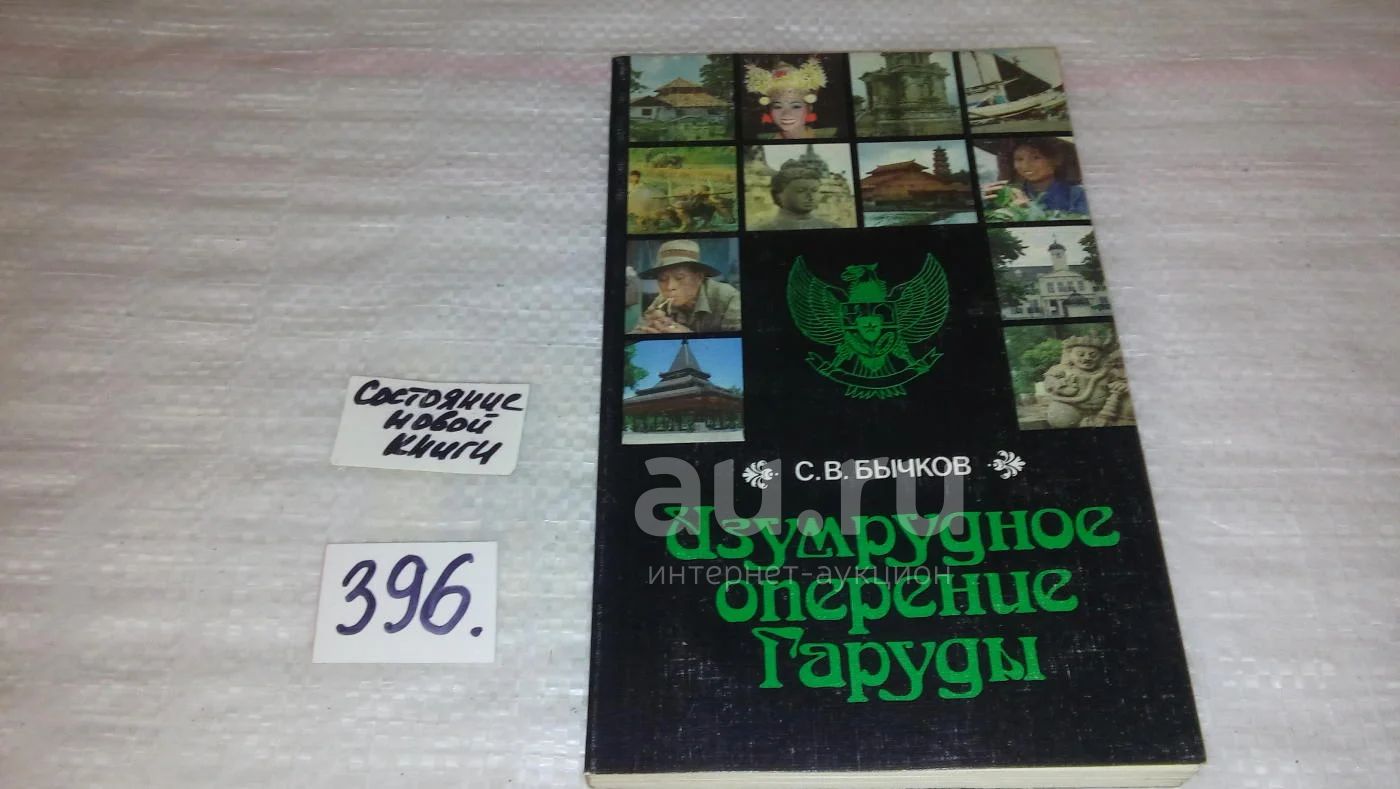 Состояние
новой
книги
396.
С.В. БЫЧКОВ
Изумрудное
оперение
Гаруды
au.ru
интернет-аукцион